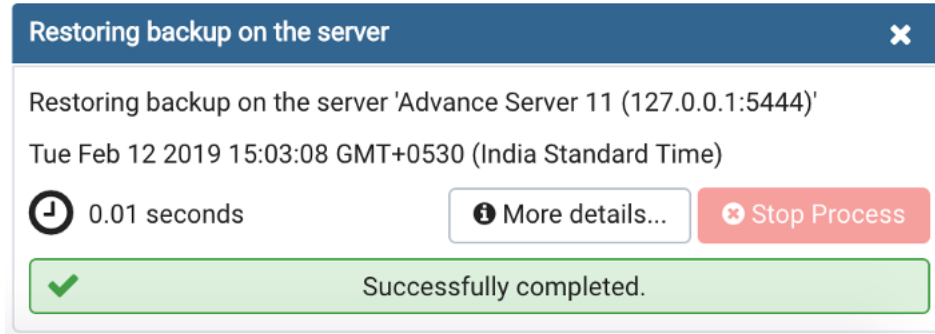 Restoring backup on the server
Restoring backup on the server 'Advance Server 11 (127.0.0.1:5444)'
Tue Feb 12 2019 15:03:08 GMT+0530 (India Standard Time)
0.01 seconds More details... Stop Process
Successfully completed.